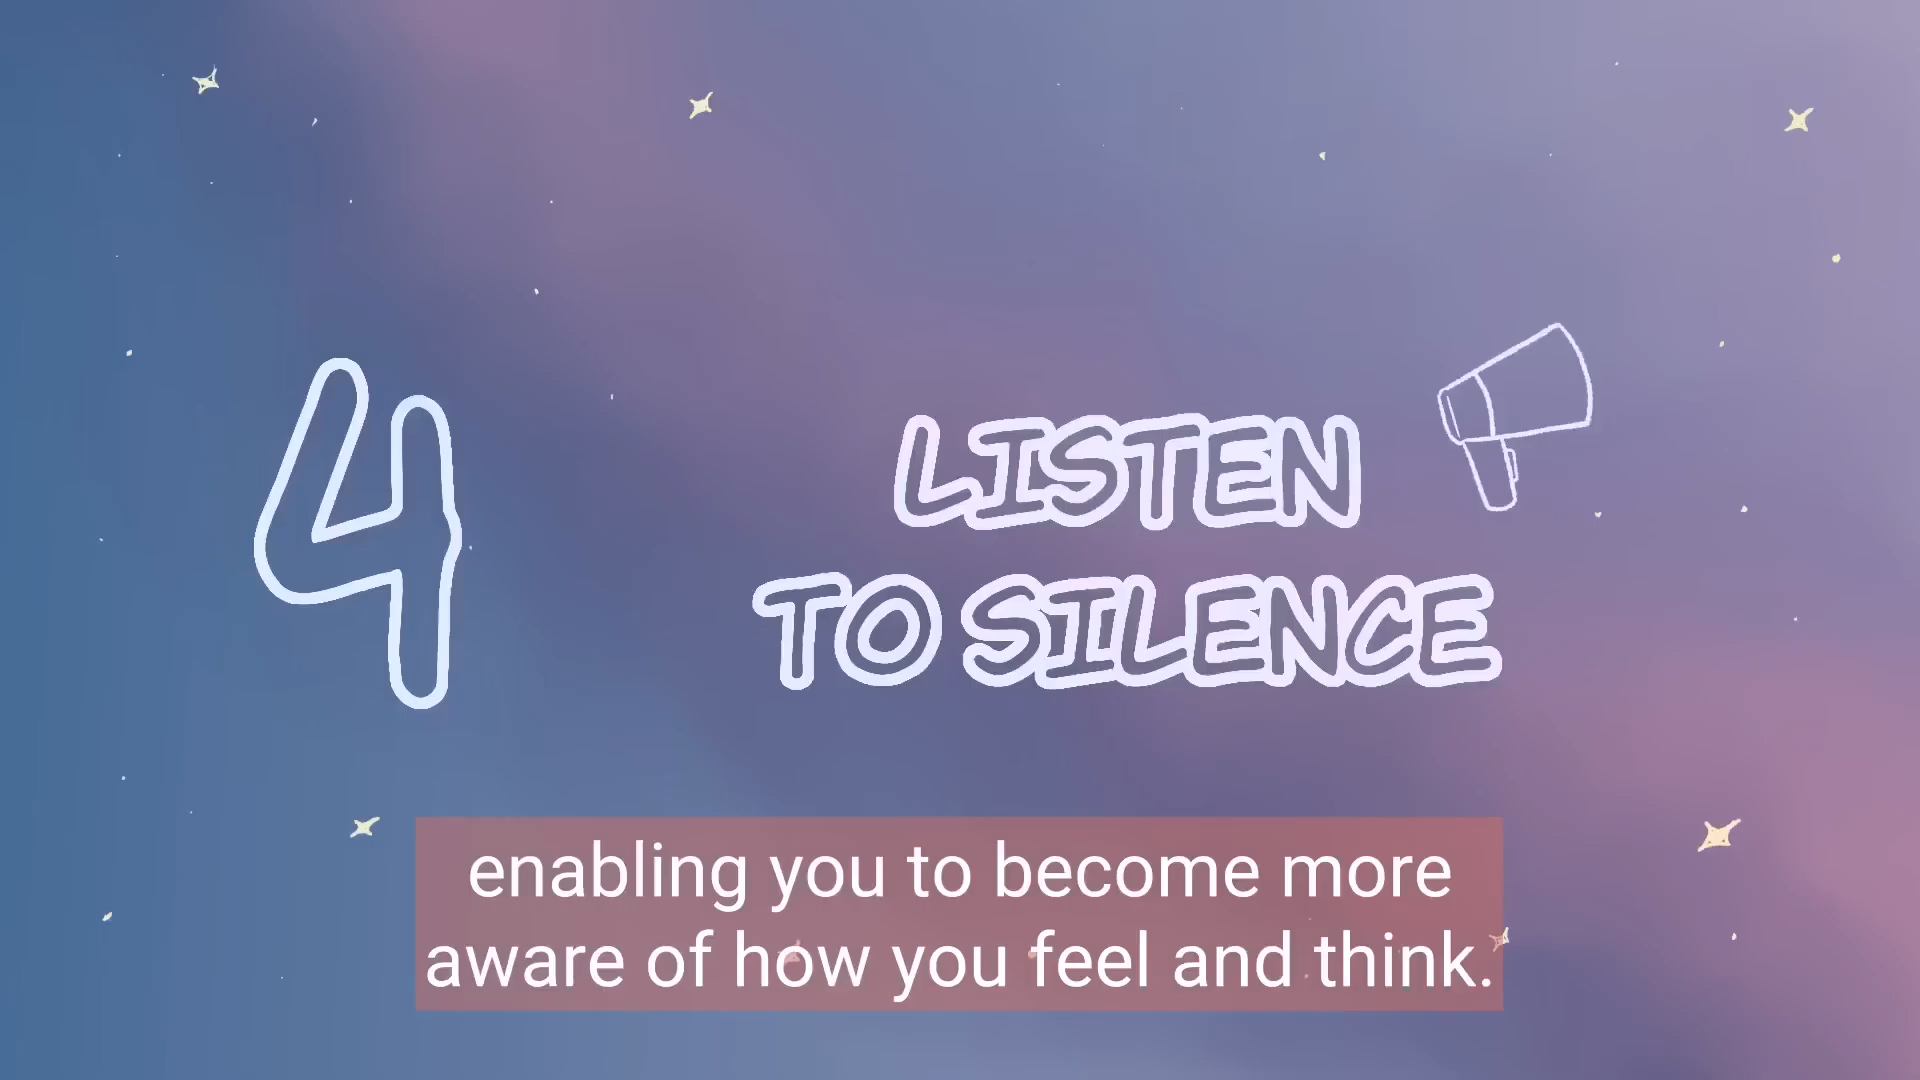 4
LISTEN
TO SILENCE
enabling you to become more
aware of how you feel and think.